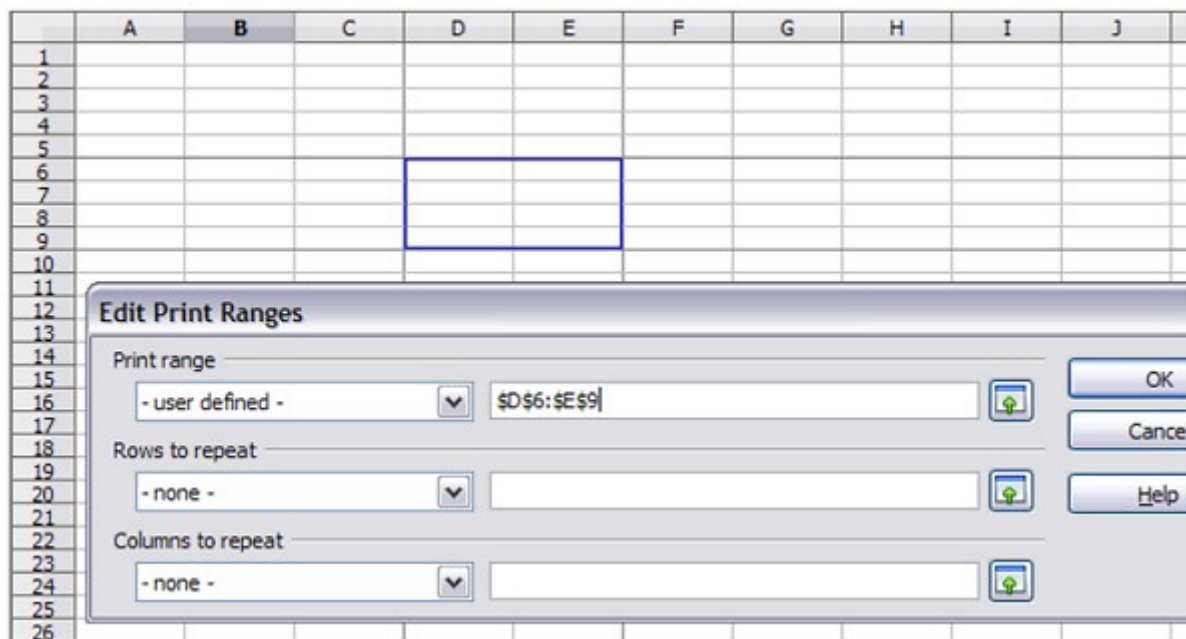 A B C D E F G H I J
1
2
3
4
5
6
7
8
9
10
11
12
13
14
15
16
17
18
19
20
21
22
23
24
25
26
Edit Print Ranges
Print range
- user defined - $D$6:$E$9
Rows to repeat
- none -
Columns to repeat
- none -
OK
Cance
Help